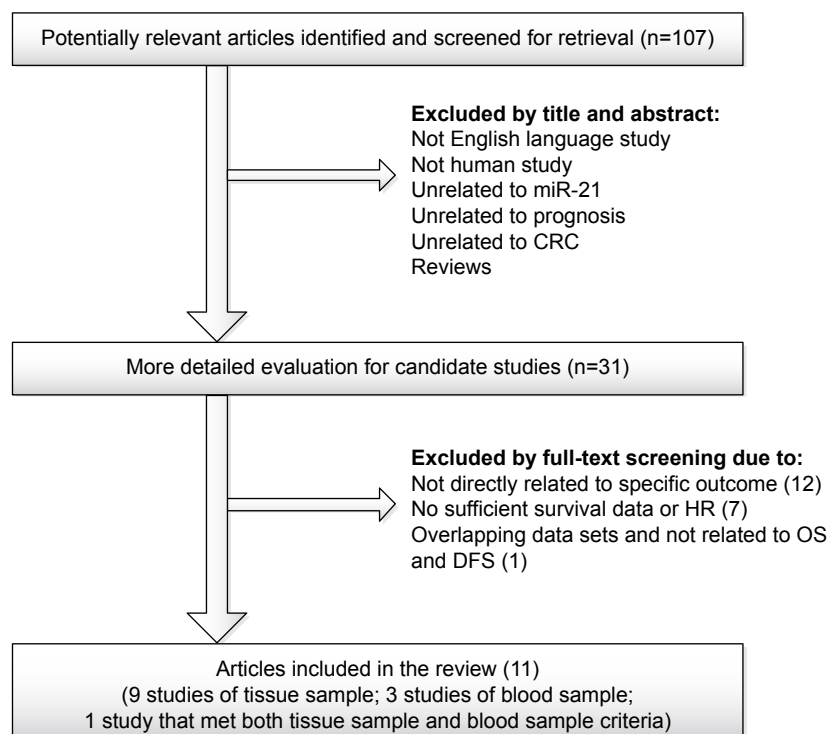 Potentially relevant articles identified and screened for retrieval (n=107)
Excluded by title and abstract:
Not English language study
Not human study
Unrelated to miR-21
Unrelated to prognosis
Unrelated to CRC
Reviews
More detailed evaluation for candidate studies (n=31)
Excluded by full-text screening due to:
Not directly related to specific outcome (12)
No sufficient survival data or HR (7)
Overlapping data sets and not related to OS
and DFS (1)
Articles included in the review (11)
(9 studies of tissue sample; 3 studies of blood sample;
1 study that met both tissue sample and blood sample criteria)